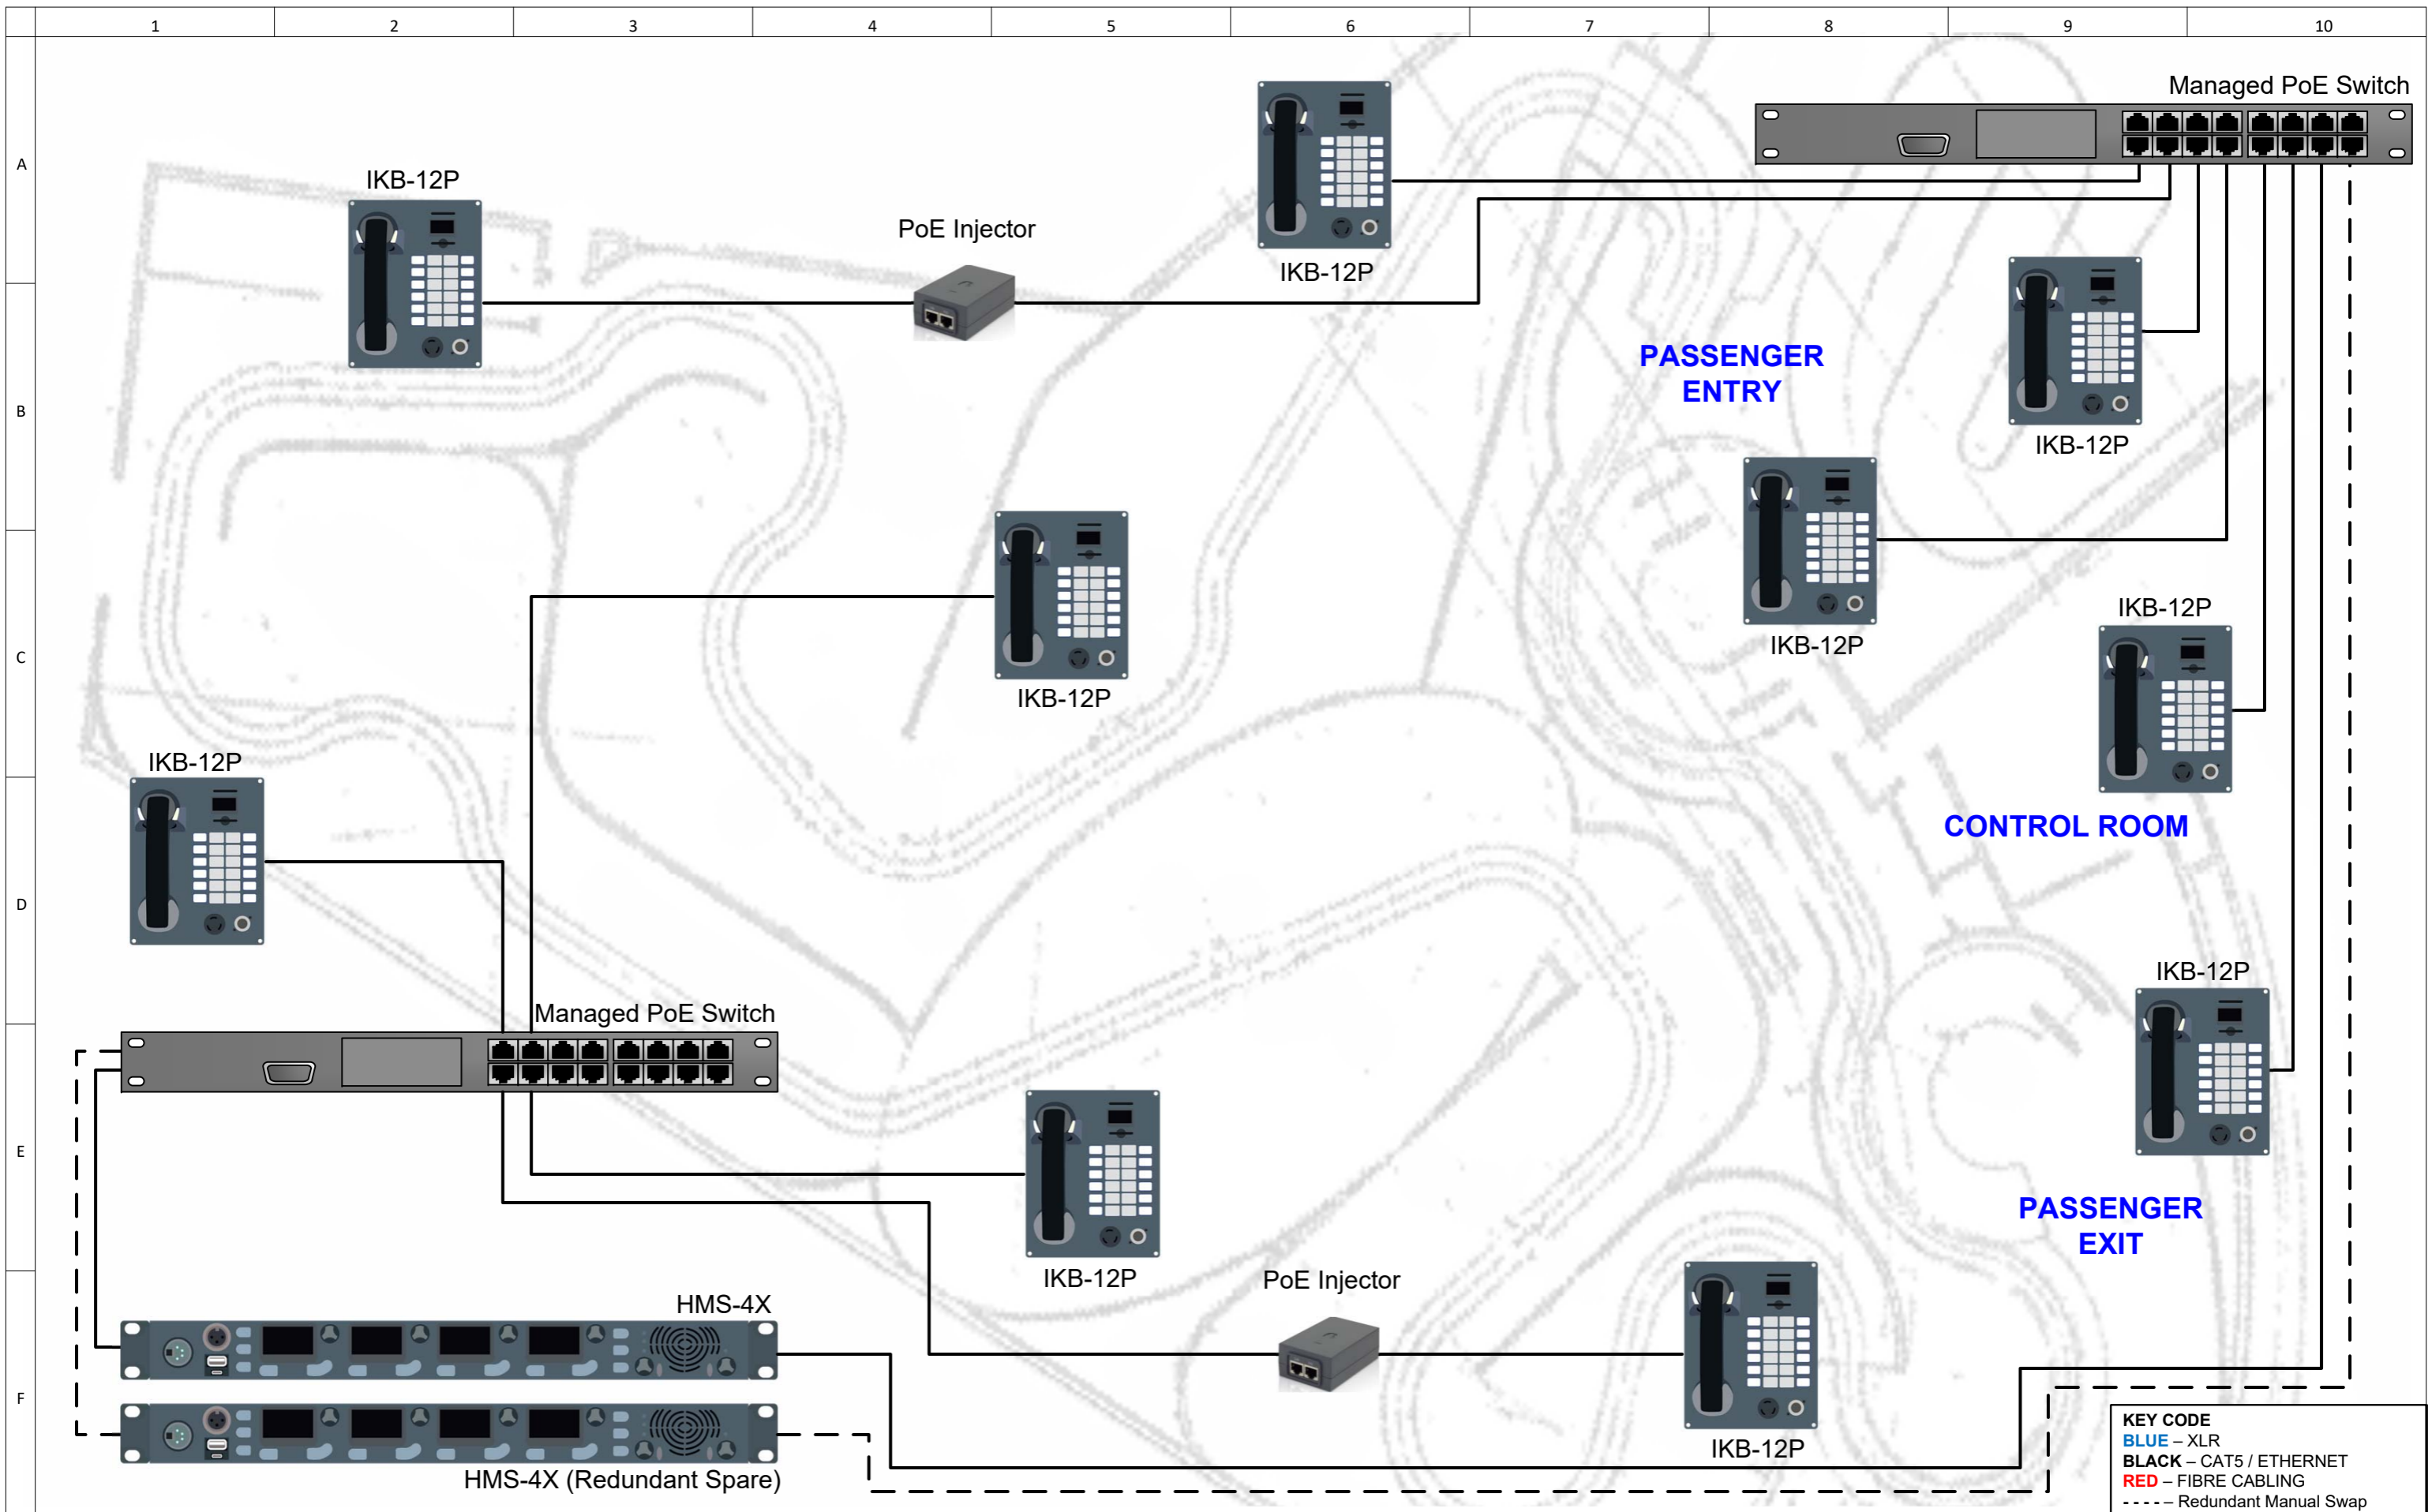 1 2 3 4 5 6 7 8 9 10
A
B
C
D
E
F
Managed PoE Switch
IKB-12P
PoE Injector
IKB-12P
PASSENGER
ENTRY
IKB-12P
IKB-12P
IKB-12P
IKB-12P
IKB-12P
CONTROL ROOM
IKB-12P
Managed PoE Switch
PASSENGER
EXIT
IKB-12P
PoE Injector
HMS-4X
IKB-12P
HMS-4X (Redundant Spare)
KEY CODE
BLUE – XLR
BLACK – CAT5 / ETHERNET
RED – FIBRE CABLING
- - - - – Redundant Manual Swap